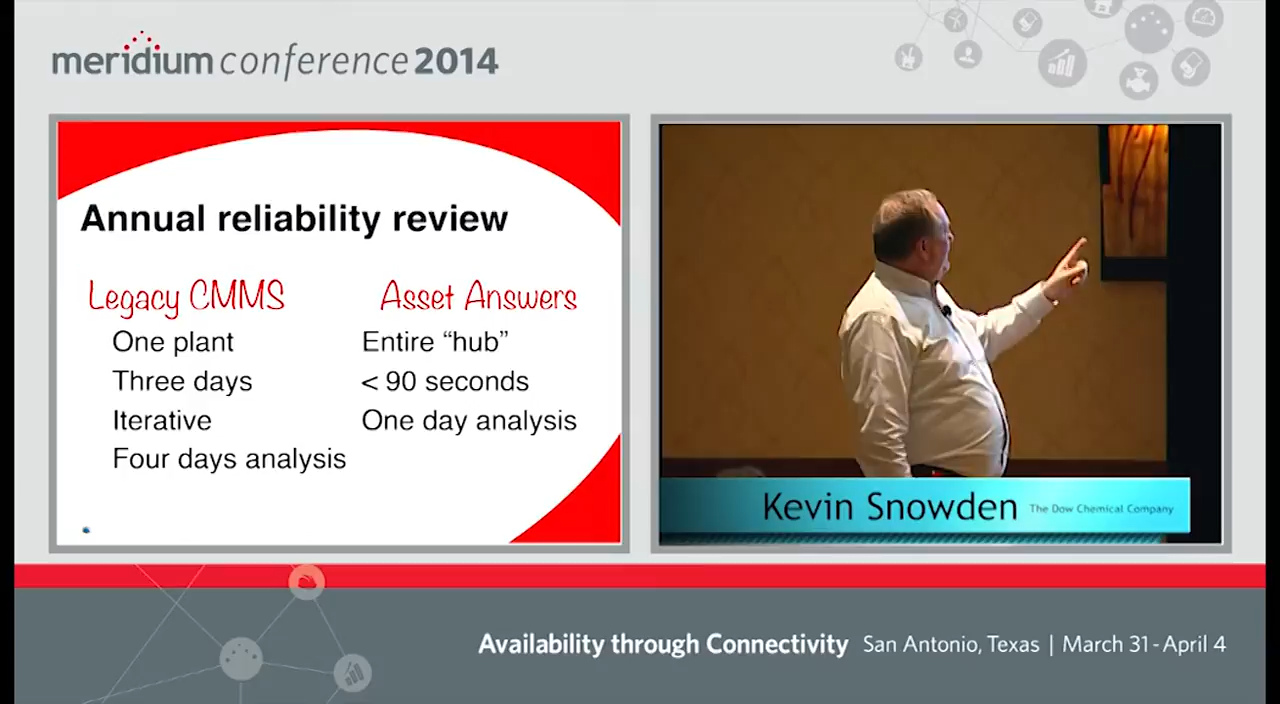 meridium conference 2014
Annual reliability review
Legacy CMMS
One plant
Three days
Iterative
Four days analysis
Asset Answers
Entire “hub”
< 90 seconds
One day analysis
Kevin Snowden The Dow Chemical Company
Availability through Connectivity San Antonio, Texas | March 31 - April 4